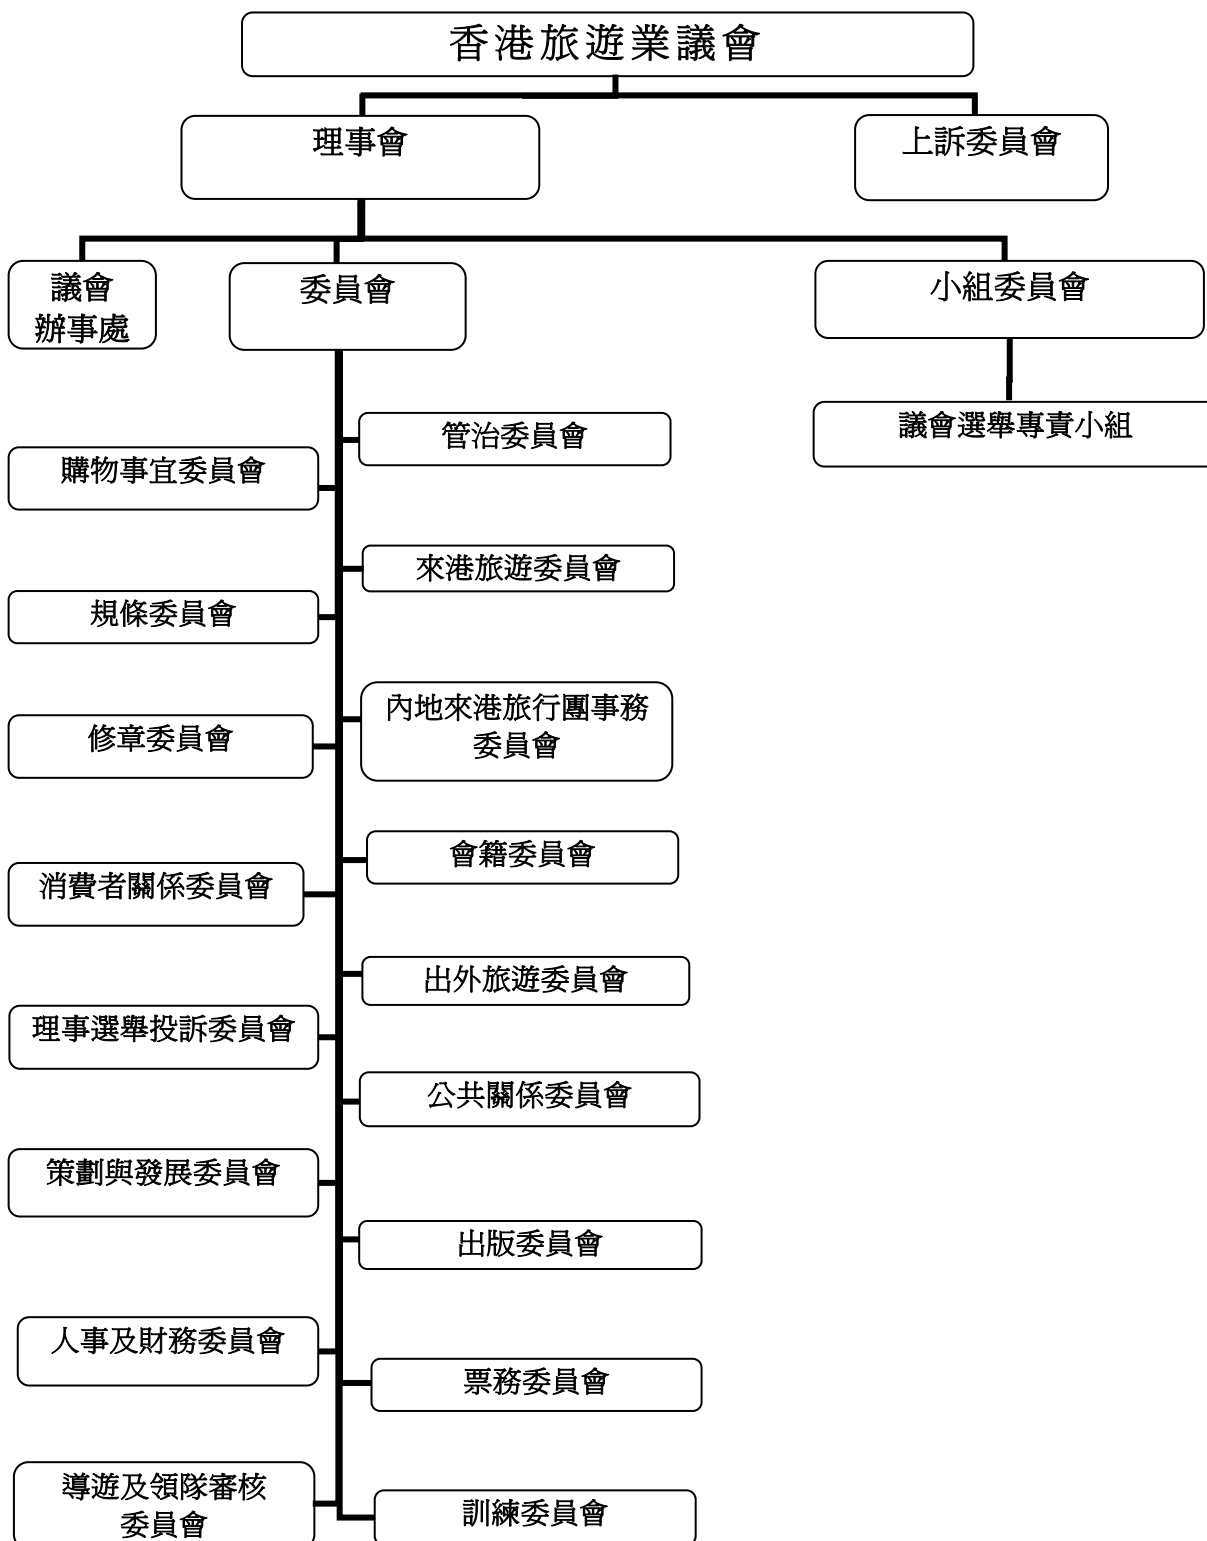 香港旅遊業議會
理事會
上訴委員會
議會
辦事處
委員會
小組委員會
議會選舉專責小組
管治委員會
購物事宜委員會
來港旅遊委員會
規條委員會
內地來港旅行團事務
委員會
修章委員會
會籍委員會
消費者關係委員會
出外旅遊委員會
理事選舉投訴委員會
公共關係委員會
策劃與發展委員會
出版委員會
人事及財務委員會
票務委員會
導遊及領隊審核
委員會
訓練委員會